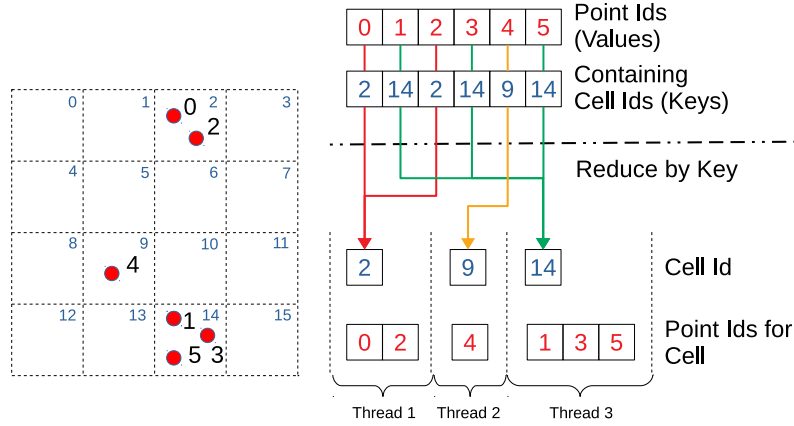 0 1 2 3 4 5
Point Ids
(Values)
2 14 2 14 9 14
Containing
Cell Ids (Keys)
0 1 2 3
0
2
4 5 6 7
8 9 10 11
4
12 13 14 15
1
5 3
Reduce by Key
2 9 14
Cell Id
0 2 4 1 3 5
Point Ids for
Cell
Thread 1 Thread 2 Thread 3